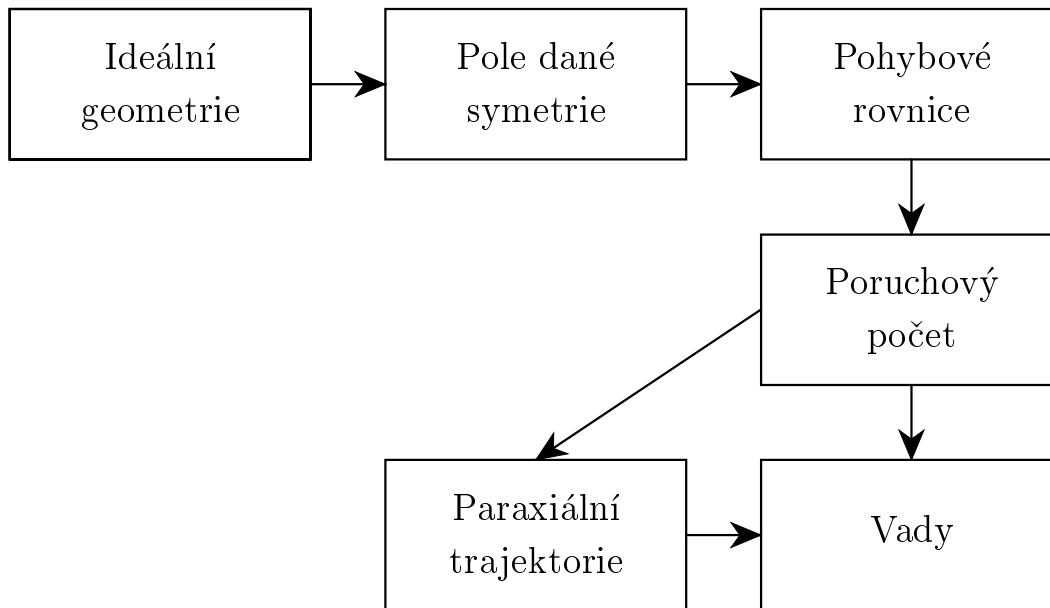 Ideální
geometrie
Pole dané
symetrie
Pohybové
rovnice
Poruchový
počet
Paraxiální
trajektorie
Vady